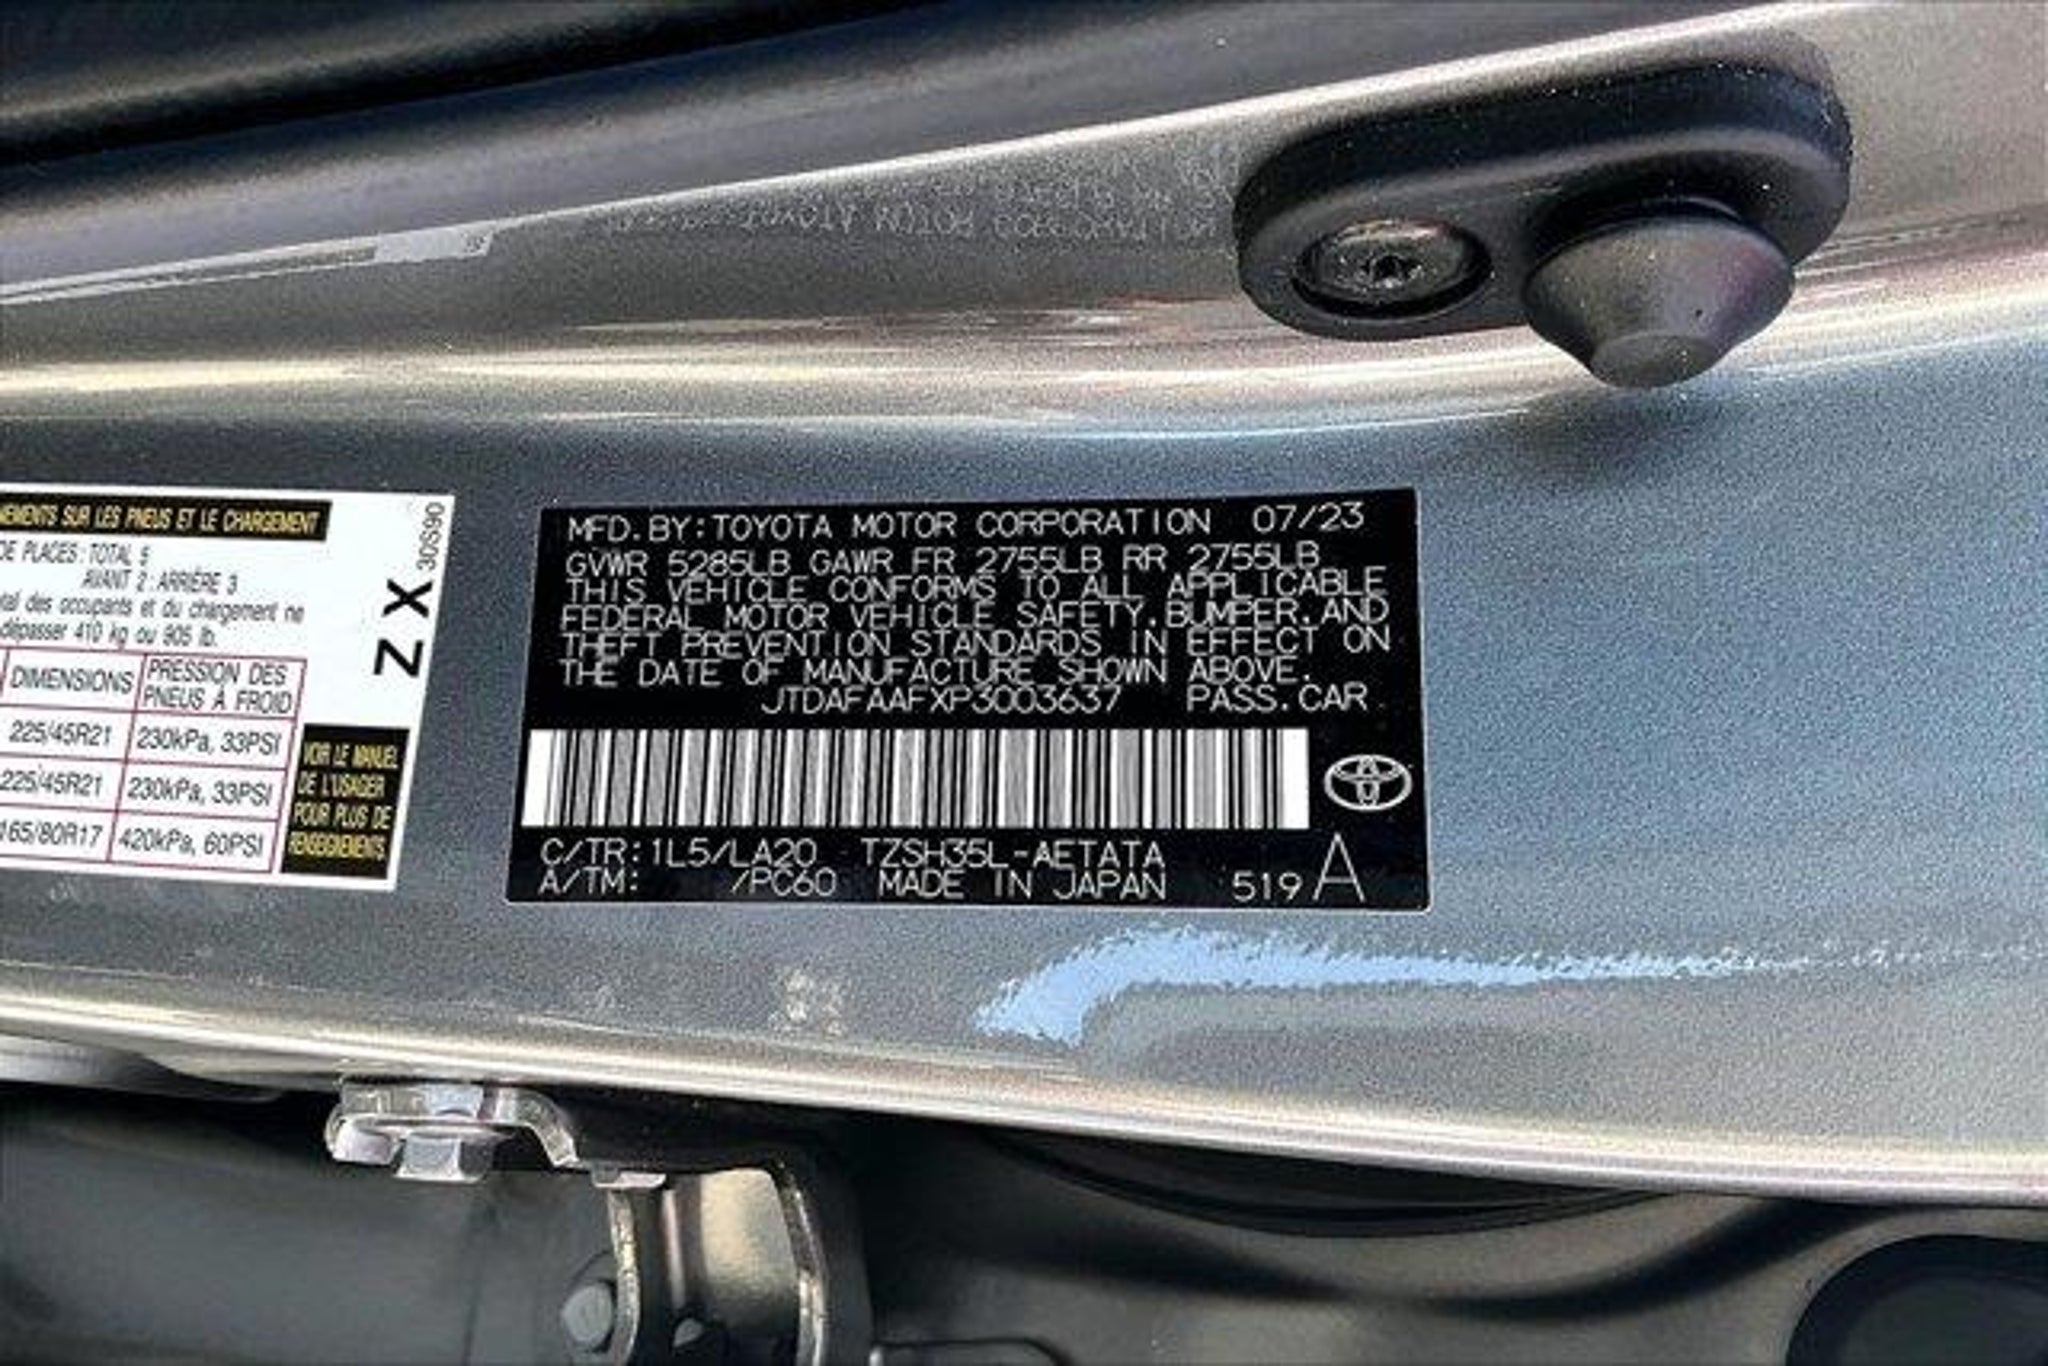 NEMENTS SUR LES PNEUS ET LE CHARGEMENT
DE PLACES: TOTAL 5
AVANT 2: ARRIÈRE 3
des occupants et du chargement ne
dépasser 410 kg ou 905 lb.
DIMENSIONS PRESSION DES
PNEUS À FROID
225/45R21 230kPa, 33PSI
225/45R21 230kPa, 33PSI
165/80R17 420kPa, 60PSI
VOIR LE MANUEL
DE L'USAGER
POUR PLUS DE
RENSEIGNEMENTS
Z X 30S90
MFD.BY:TOYOTA MOTOR CORPORATION 07/23
GVWR 5285LB GAWR FR 2755LB RR 2755LB
THIS VEHICLE CONFORMS TO ALL APPLICABLE
FEDERAL MOTOR VEHICLE SAFETY.BUMPER.AND
THEFT PREVENTION STANDARDS IN EFFECT ON
THE DATE OF MANUFACTURE SHOWN ABOVE.
JTDAFAAFXP3003637 PASS.CAR
C/TR:1L5/LA20 TZSH35L-AETATA
A/TM: /PC60 MADE IN JAPAN 519 A